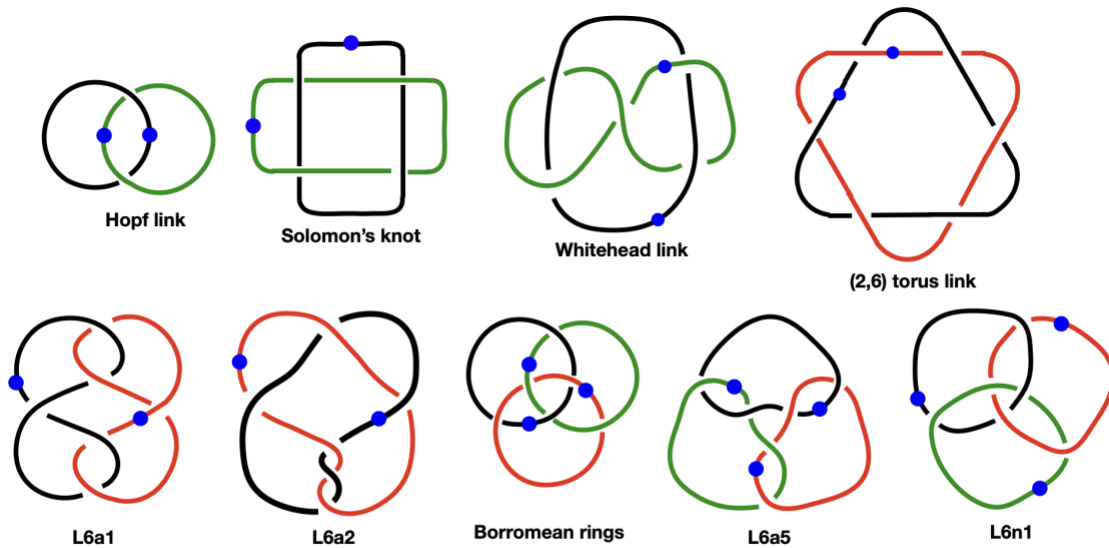 Hopf link
Solomon's knot
Whitehead link
(2,6) torus link
L6a1
L6a2
Borromean rings
L6a5
L6n1